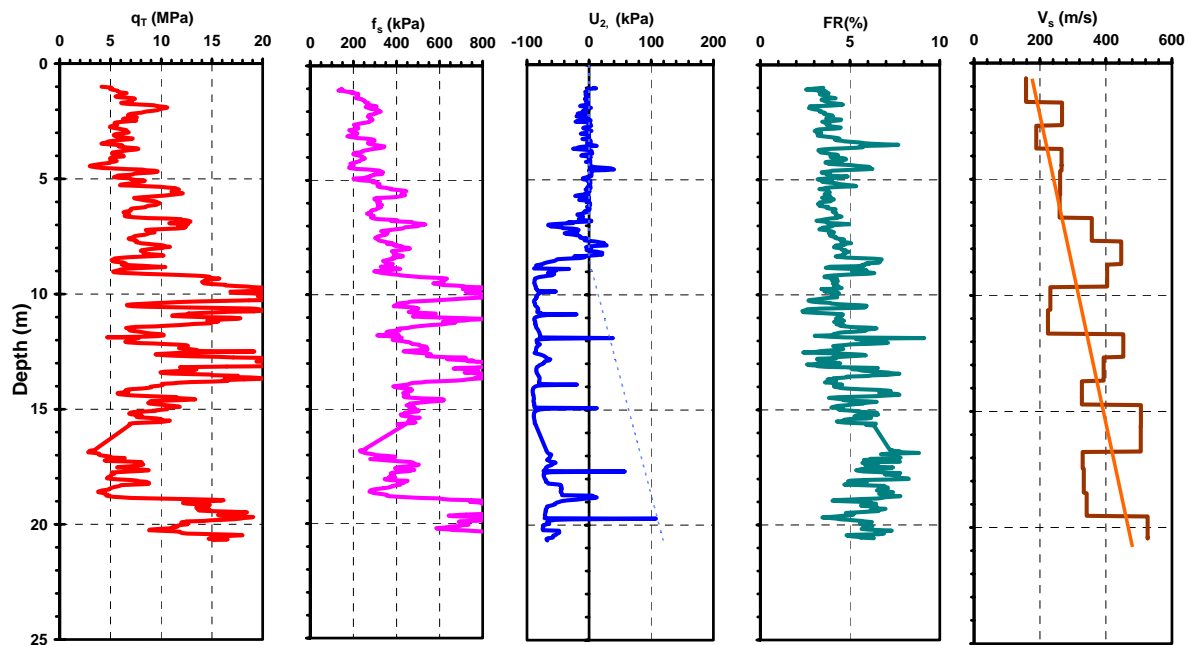 q_T (MPa)
0 5 10 15 20
f_s (kPa)
200 400 600 800
U_2, (kPa)
-100 0 100 200
FR(%)
0 5 10
V_s (m/s)
0 200 400 600
Depth (m)
0
5
10
15
20
25